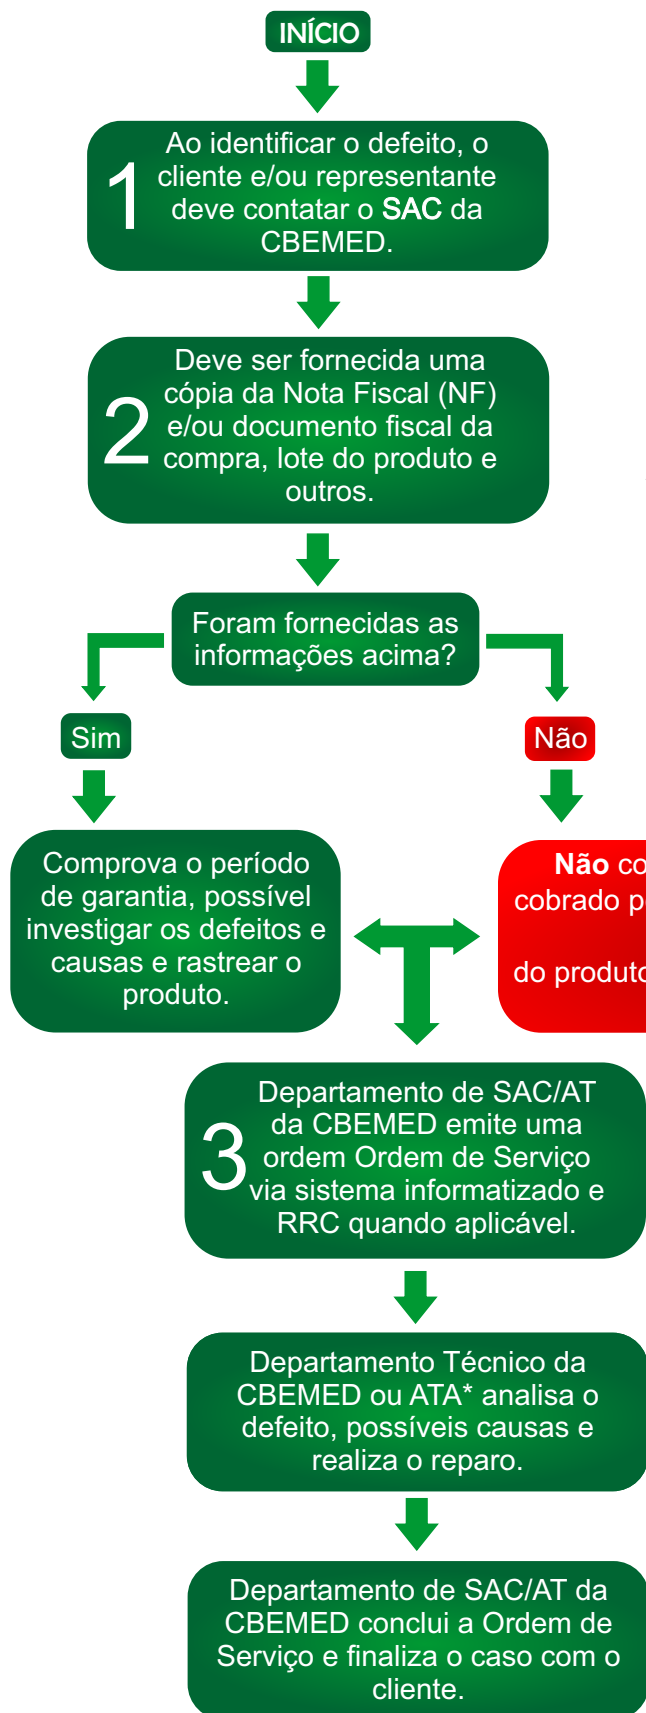 INÍCIO
1
Ao identificar o defeito, o
cliente e/ou representante
deve contatar o SAC da
CBEMED.
2
Deve ser fornecida uma
cópia da Nota Fiscal (NF)
e/ou documento fiscal da
compra, lote do produto e
outros.
Foram fornecidas as
informações acima?
Sim
Não
Comprova o período
de garantia, possível
investigar os defeitos e
causas e rastrear o
produto.
Não
cobrado
do produto
3
Departamento de SAC/AT
da CBEMED emite uma
ordem Ordem de Serviço
via sistema informatizado e
RRC quando aplicável.
Departamento Técnico da
CBEMED ou ATA* analisa o
defeito, possíveis causas e
realiza o reparo.
Departamento de SAC/AT da
CBEMED conclui a Ordem de
Serviço e finaliza o caso com o
cliente.